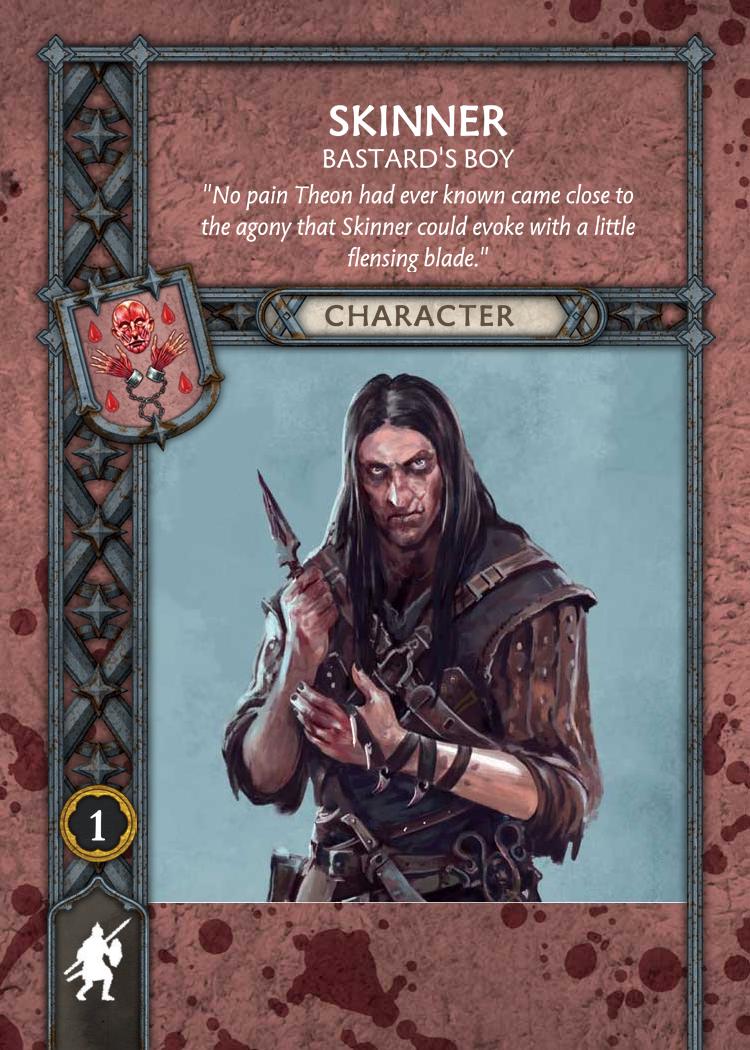 SKINNER
BASTARD'S BOY
"No pain Theon had ever known came close to
the agony that Skinner could evoke with a little
flensing blade."
CHARACTER
1